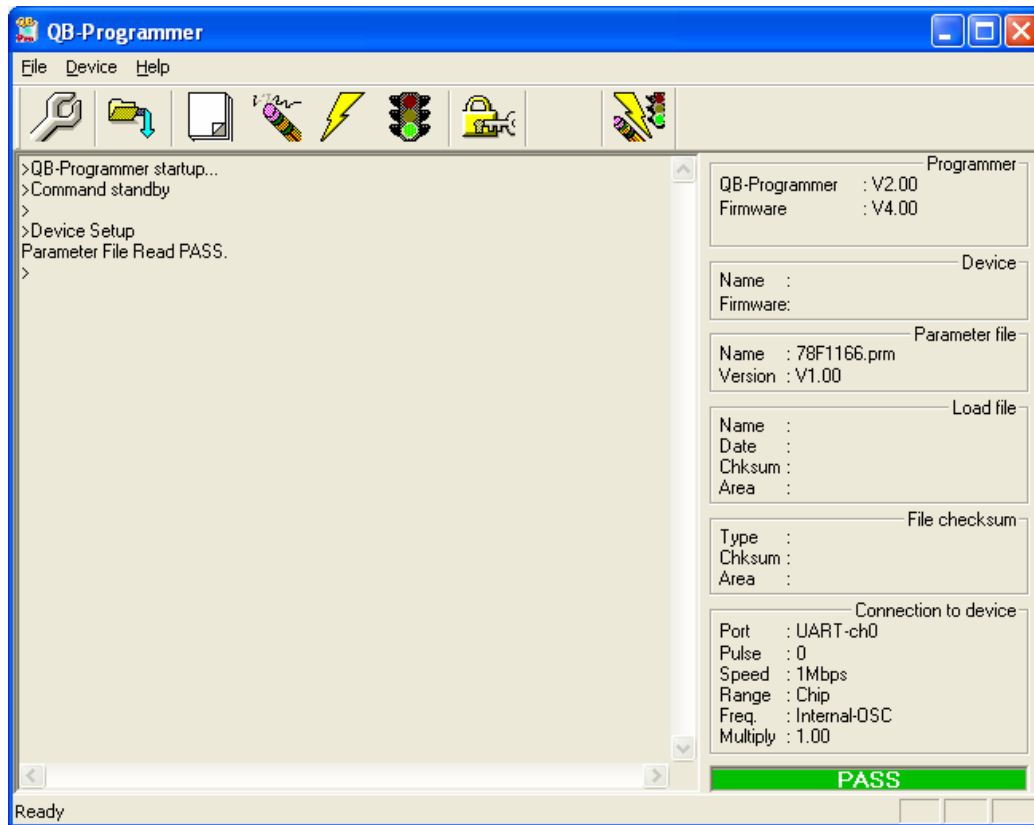 QB-Programmer
File Device Help
>QB-Programmer startup...
>Command standby
>
>Device Setup
Parameter File Read PASS.
>
Programmer
QB-Programmer : V2.00
Firmware : V4.00
Device
Name :
Firmware:
Parameter file
Name : 78F1166.prm
Version : V1.00
Load file
Name :
Date :
Chksum :
Area :
File checksum
Type :
Chksum :
Area :
Connection to device
Port : UART-ch0
Pulse : 0
Speed : 1Mbps
Range : Chip
Freq. : Internal-OSC
Multiply : 1.00
PASS
Ready